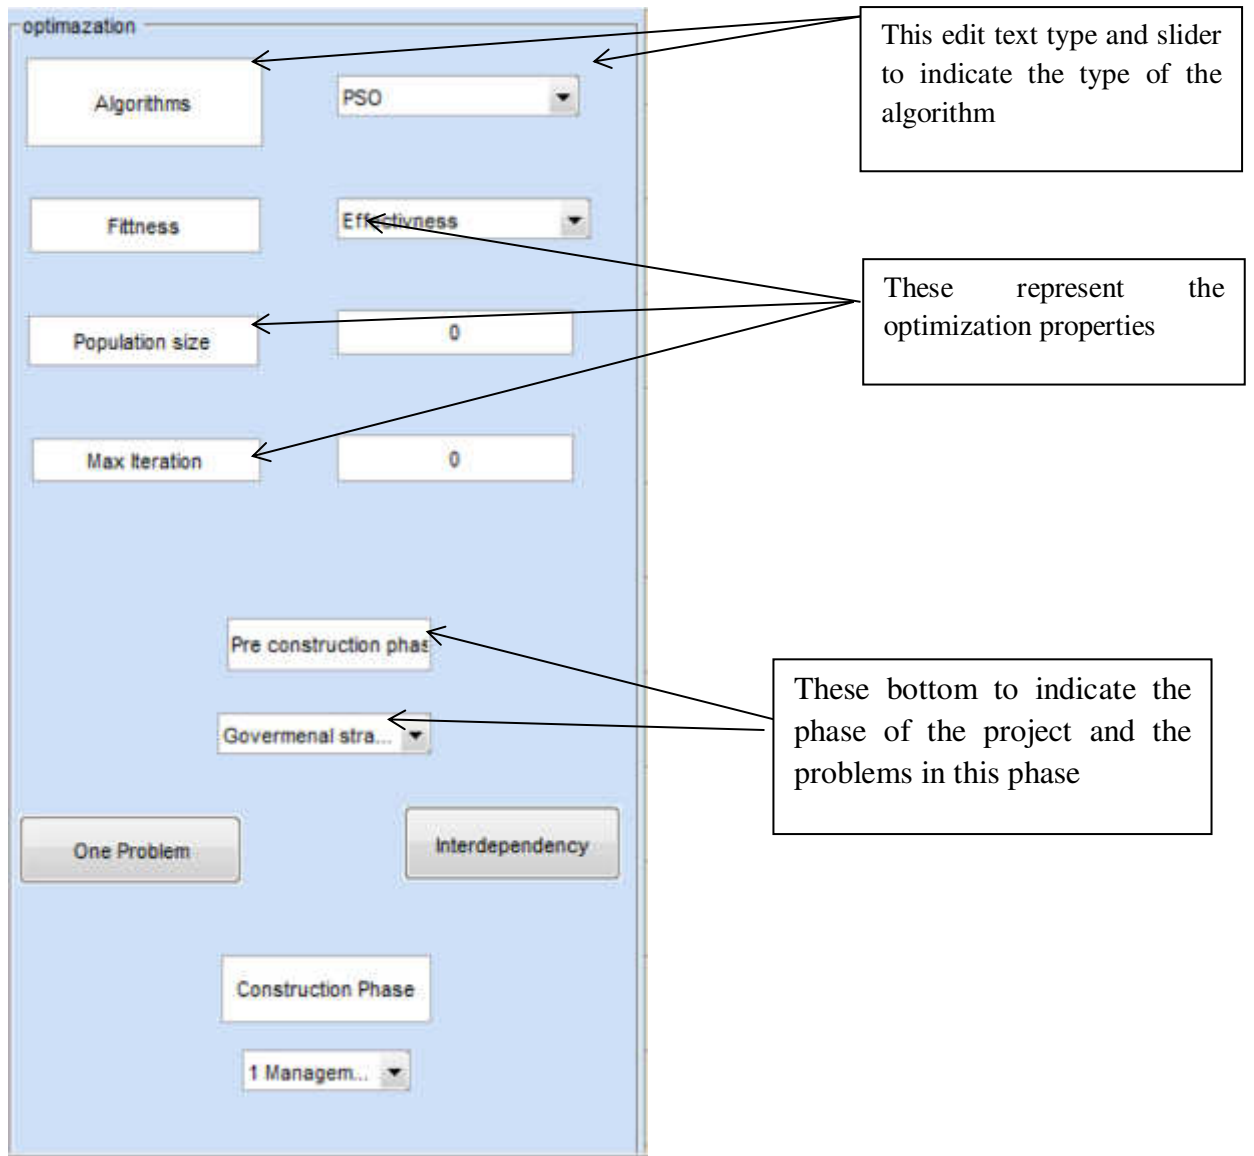 optimazation
Algorithms
PSO
This edit text type and slider
to indicate the type of the
algorithm
Fittness
Effectivness
These represent the
optimization properties
Population size
0
Max Iteration
0
Pre construction phas
Govermenal stra...
These bottom to indicate the
phase of the project and the
problems in this phase
One Problem
Interdependency
Construction Phase
1 Managem...